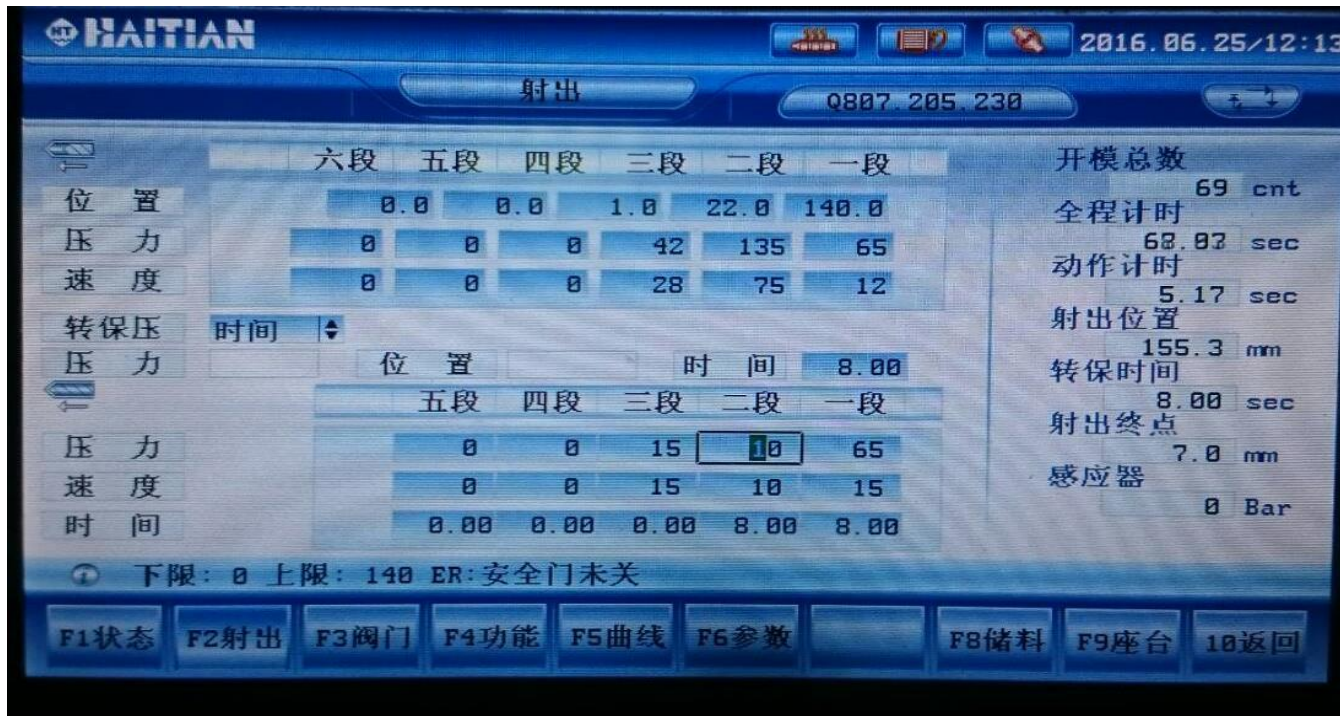 HAITIAN 2016.06.25/12:13
射出 Q807.205.230
六段 五段 四段 三段 二段 一段
位置 0.0 0.0 1.0 22.0 140.0
压力 0 0 0 42 135 65
速度 0 0 0 28 75 12
转保压 时间
压力 位置 时间 8.00
五段 四段 三段 二段 一段
压力 0 0 15 10 65
速度 0 0 15 10 15
时间 0.00 0.00 0.00 8.00 8.00
开模总数
69 cnt
全程计时
sec
动作计时
5.17 sec
射出位置
155.3 mm
转保时间
8.00 sec
射出终点
7.0 mm
感应器
0 Bar
下限: 0 上限: 140 ER:安全门未关
F1状态 F2射出 F3阀门 F4功能 F5曲线 F6参数 F8储料 F9座台 10返回